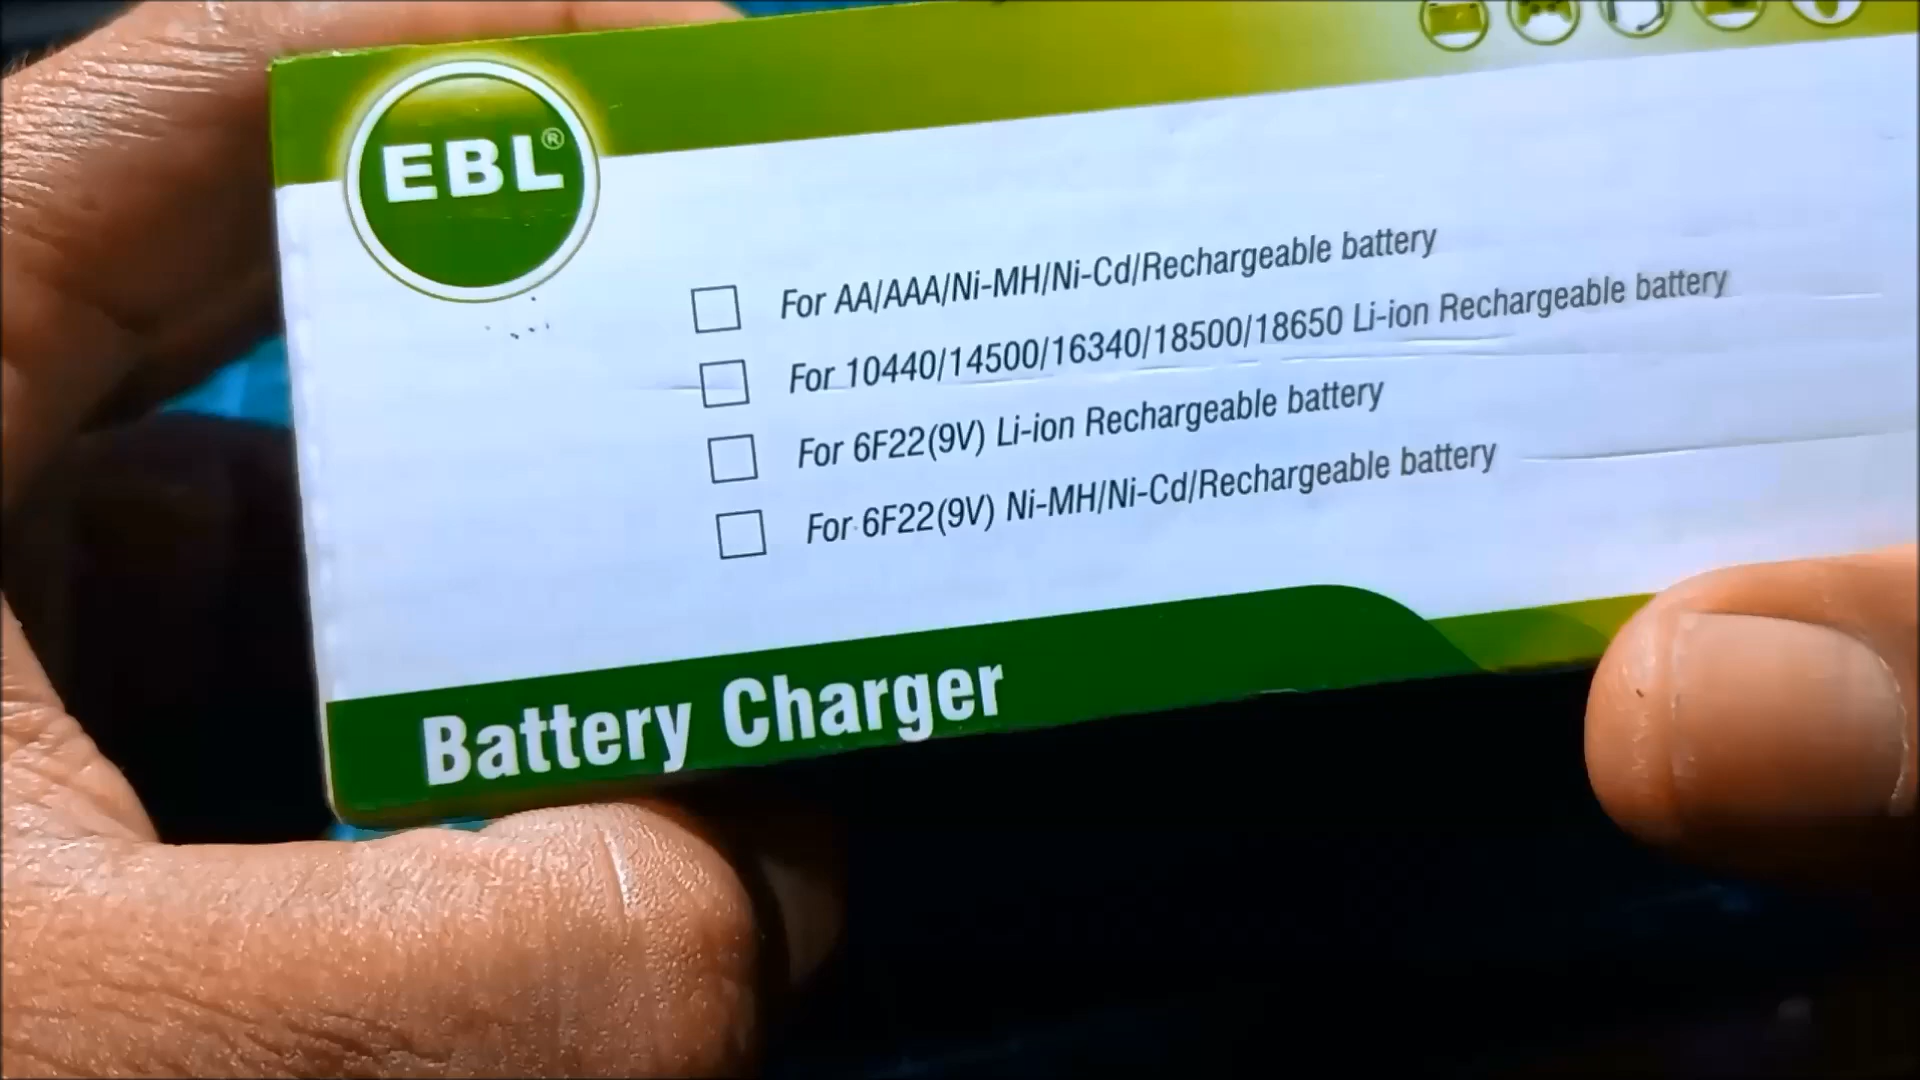 EBL®
For AA/AAA/Ni-MH/Ni-Cd/Rechargeable battery
For 10440/14500/16340/18500/18650 Li-ion Rechargeable battery
For 6F22(9V) Li-ion Rechargeable battery
For 6F22(9V) Ni-MH/Ni-Cd/Rechargeable battery
Battery Charger